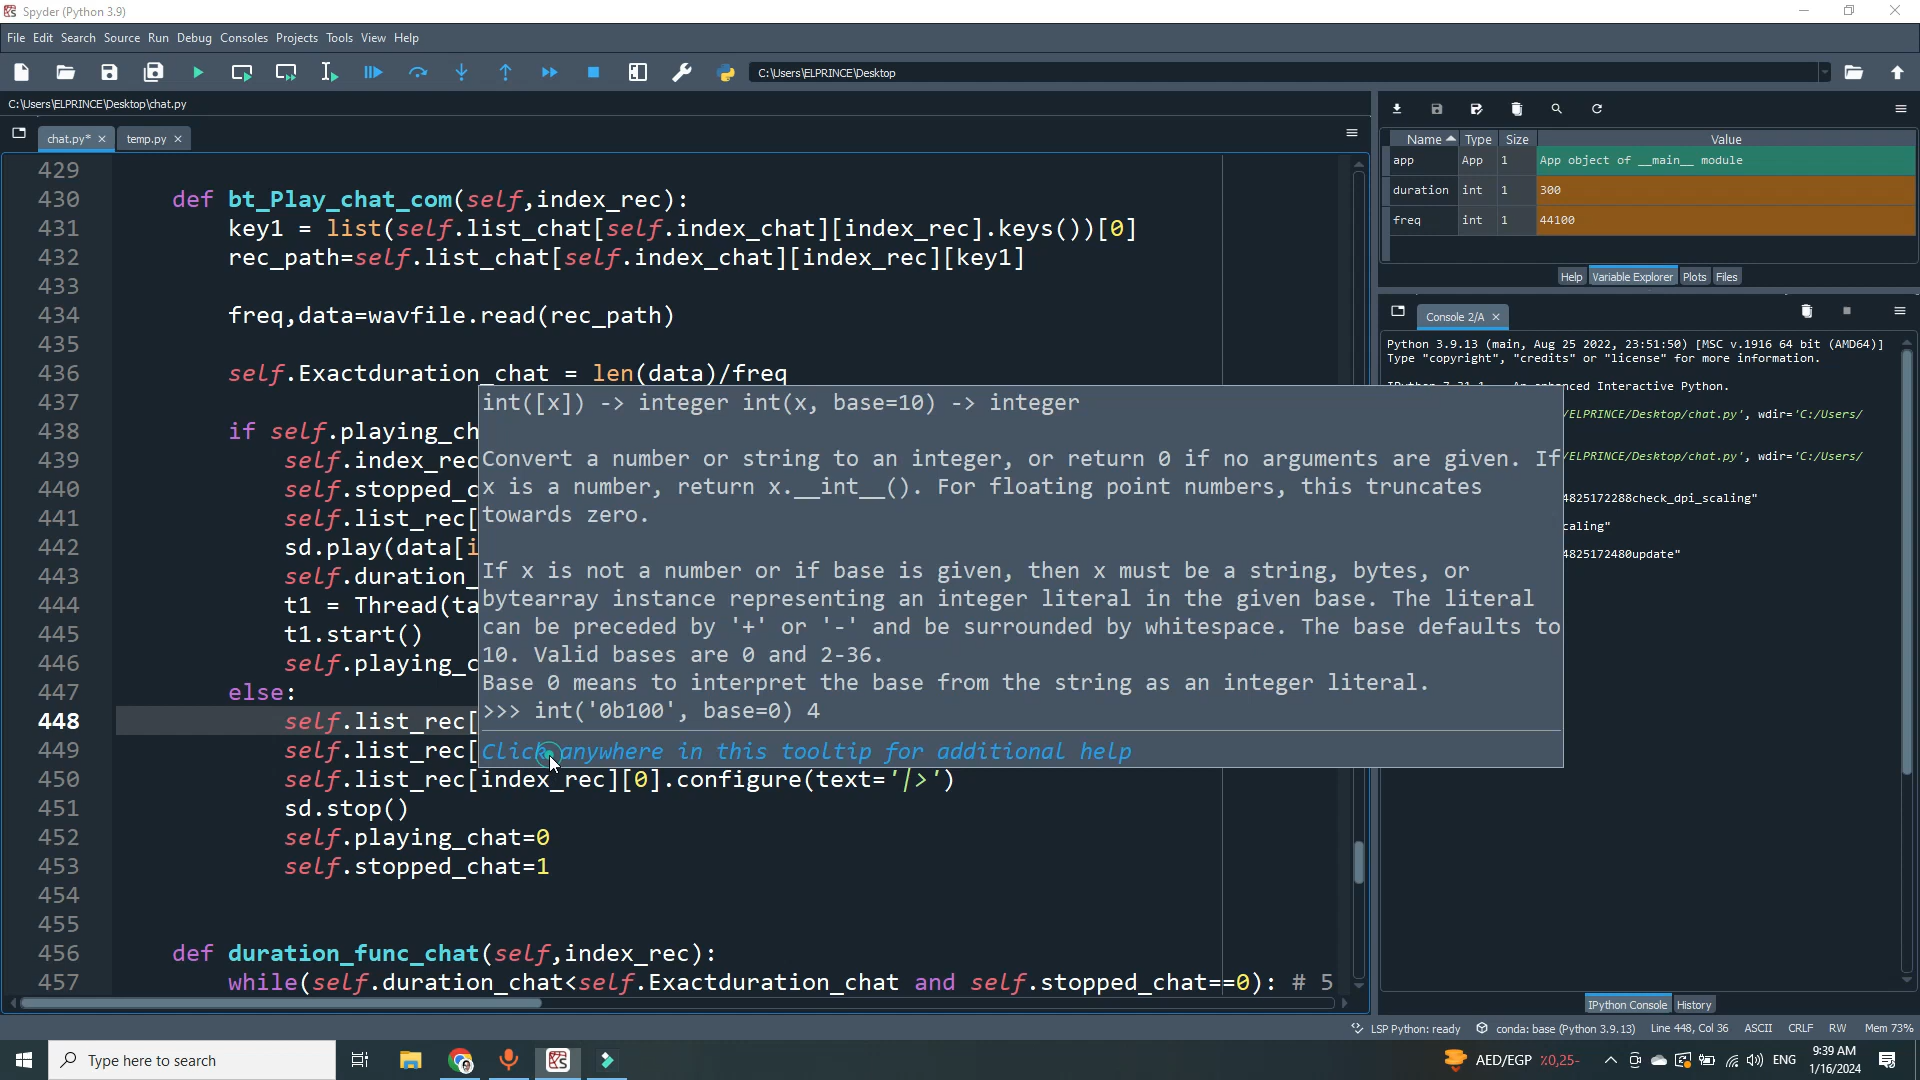 Spyder (Python 3.9)
File Edit Search Source Run Debug Consoles Projects Tools View Help
C:\Users\ELPRINCE\Desktop
C:\Users\ELPRINCE\Desktop\chat.py
chat.py* temp.py
429
430 def bt_Play_chat_com(self,index_rec):
431 key1 = list(self.list_chat[self.index_chat][index_rec].keys())[0]
432 rec_path=self.list_chat[self.index_chat][index_rec][key1]
433
434 freq,data=wavfile.read(rec_path)
435
436 self.Exactduration_chat = len(data)/freq
437
438 if self.playing_ch
439 self.index_rec
440 self.stopped_c
441 self.list_rec[
442 sd.play(data[i
443 self.duration_
444 t1 = Thread(ta
445 t1.start()
446 self.playing_c
447 else:
448 self.list_rec[
449 self.list_rec[
450 self.list_rec[index_rec][0].configure(text='|>')
451 sd.stop()
452 self.playing_chat=0
453 self.stopped_chat=1
454
455
456 def duration_func_chat(self,index_rec):
457 while(self.duration_chat<self.Exactduration_chat and self.stopped_chat==0): # 5
int([x]) -> integer int(x, base=10) -> integer
Convert a number or string to an integer, or return 0 if no arguments are given. If
x is a number, return x.__int__(). For floating point numbers, this truncates
towards zero.
If x is not a number or if base is given, then x must be a string, bytes, or
bytearray instance representing an integer literal in the given base. The literal
can be preceded by '+' or '-' and be surrounded by whitespace. The base defaults to
10. Valid bases are 0 and 2-36.
Base 0 means to interpret the base from the string as an integer literal.
>>> int('0b100', base=0) 4
Click anywhere in this tooltip for additional help
Name Type Size Value
app App 1 App object of __main__ module
duration int 1 300
freq int 1 44100
Help Variable Explorer Plots Files
Console 2/A
Python 3.9.13 (main, Aug 25 2022, 23:51:50) [MSC v.1916 64 bit (AMD64)]
Type "copyright", "credits" or "license" for more information.
IPython 7.31.1 -- An enhanced Interactive Python.
/ELPRINCE/Desktop/chat.py', wdir='C:/Users/
/ELPRINCE/Desktop/chat.py', wdir='C:/Users/
4825172288check_dpi_scaling"
caling"
4825172480update"
IPython Console History
LSP Python: ready conda: base (Python 3.9.13) Line 448, Col 36 ASCII CRLF RW Mem 73%
Type here to search
AED/EGP %0,25- ENG
9:39 AM
1/16/2024